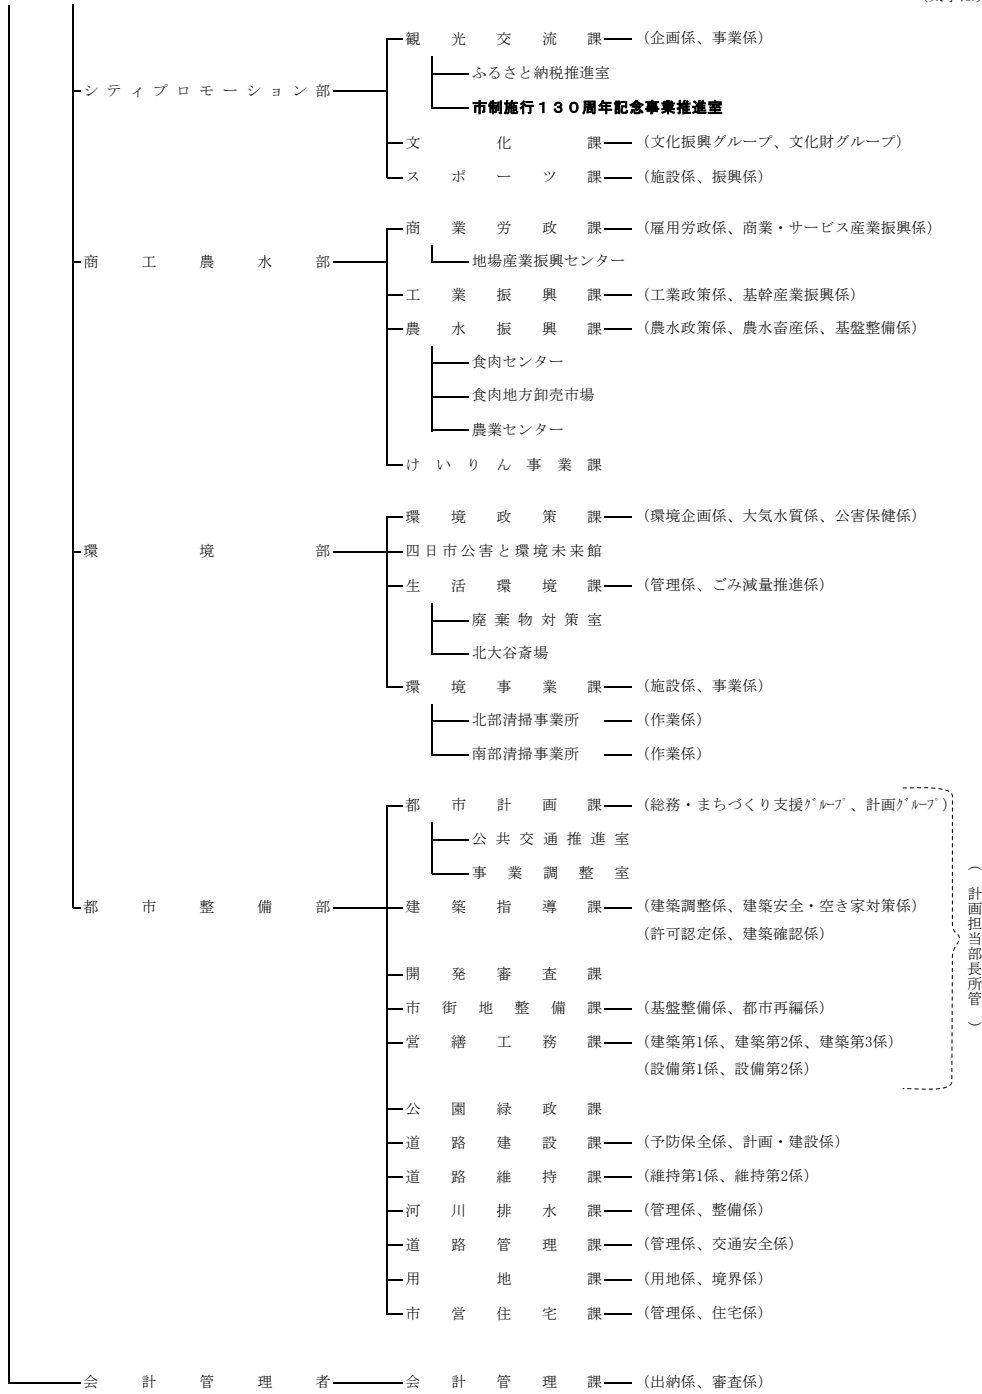 観光交流課 (企画係、事業係)
ふるさと納税推進室
シティプロモーション部
市制施行130周年記念事業推進室
文化課 (文化振興グループ、文化財グループ)
スポーツ課 (施設係、振興係)
商業労政課 (雇用労政係、商業・サービス産業振興係)
商工農水部 地場産業振興センター
工業振興課 (工業政策係、基幹産業振興係)
農水振興課 (農水政策係、農水畜産係、基盤整備係)
食肉センター
食肉地方卸売市場
農業センター
けいりん事業課
環境政策課 (環境企画係、大気水質係、公害保健係)
環境部 四日市公害と環境未来館
生活環境課 (管理係、ごみ減量推進係)
廃棄物対策室
北大谷斎場
環境事業課 (施設係、事業係)
北部清掃事業所 (作業係)
南部清掃事業所 (作業係)
都市計画課 (総務・まちづくり支援ｸﾞﾙｰﾌﾟ、計画ｸﾞﾙｰﾌﾟ)
公共交通推進室
事業調整室
都市整備部 建築指導課 (建築調整係、建築安全・空き家対策係)
(許可認定係、建築確認係)
(計画担当部長所管)
開発審査課
市街地整備課 (基盤整備係、都市再編係)
営繕工務課 (建築第1係、建築第2係、建築第3係)
(設備第1係、設備第2係)
公園緑政課
道路建設課 (予防保全係、計画・建設係)
道路維持課 (維持第1係、維持第2係)
河川排水課 (管理係、整備係)
道路管理課 (管理係、交通安全係)
用地課 (用地係、境界係)
市営住宅課 (管理係、住宅係)
会計管理者 会計管理課 (出納係、審査係)